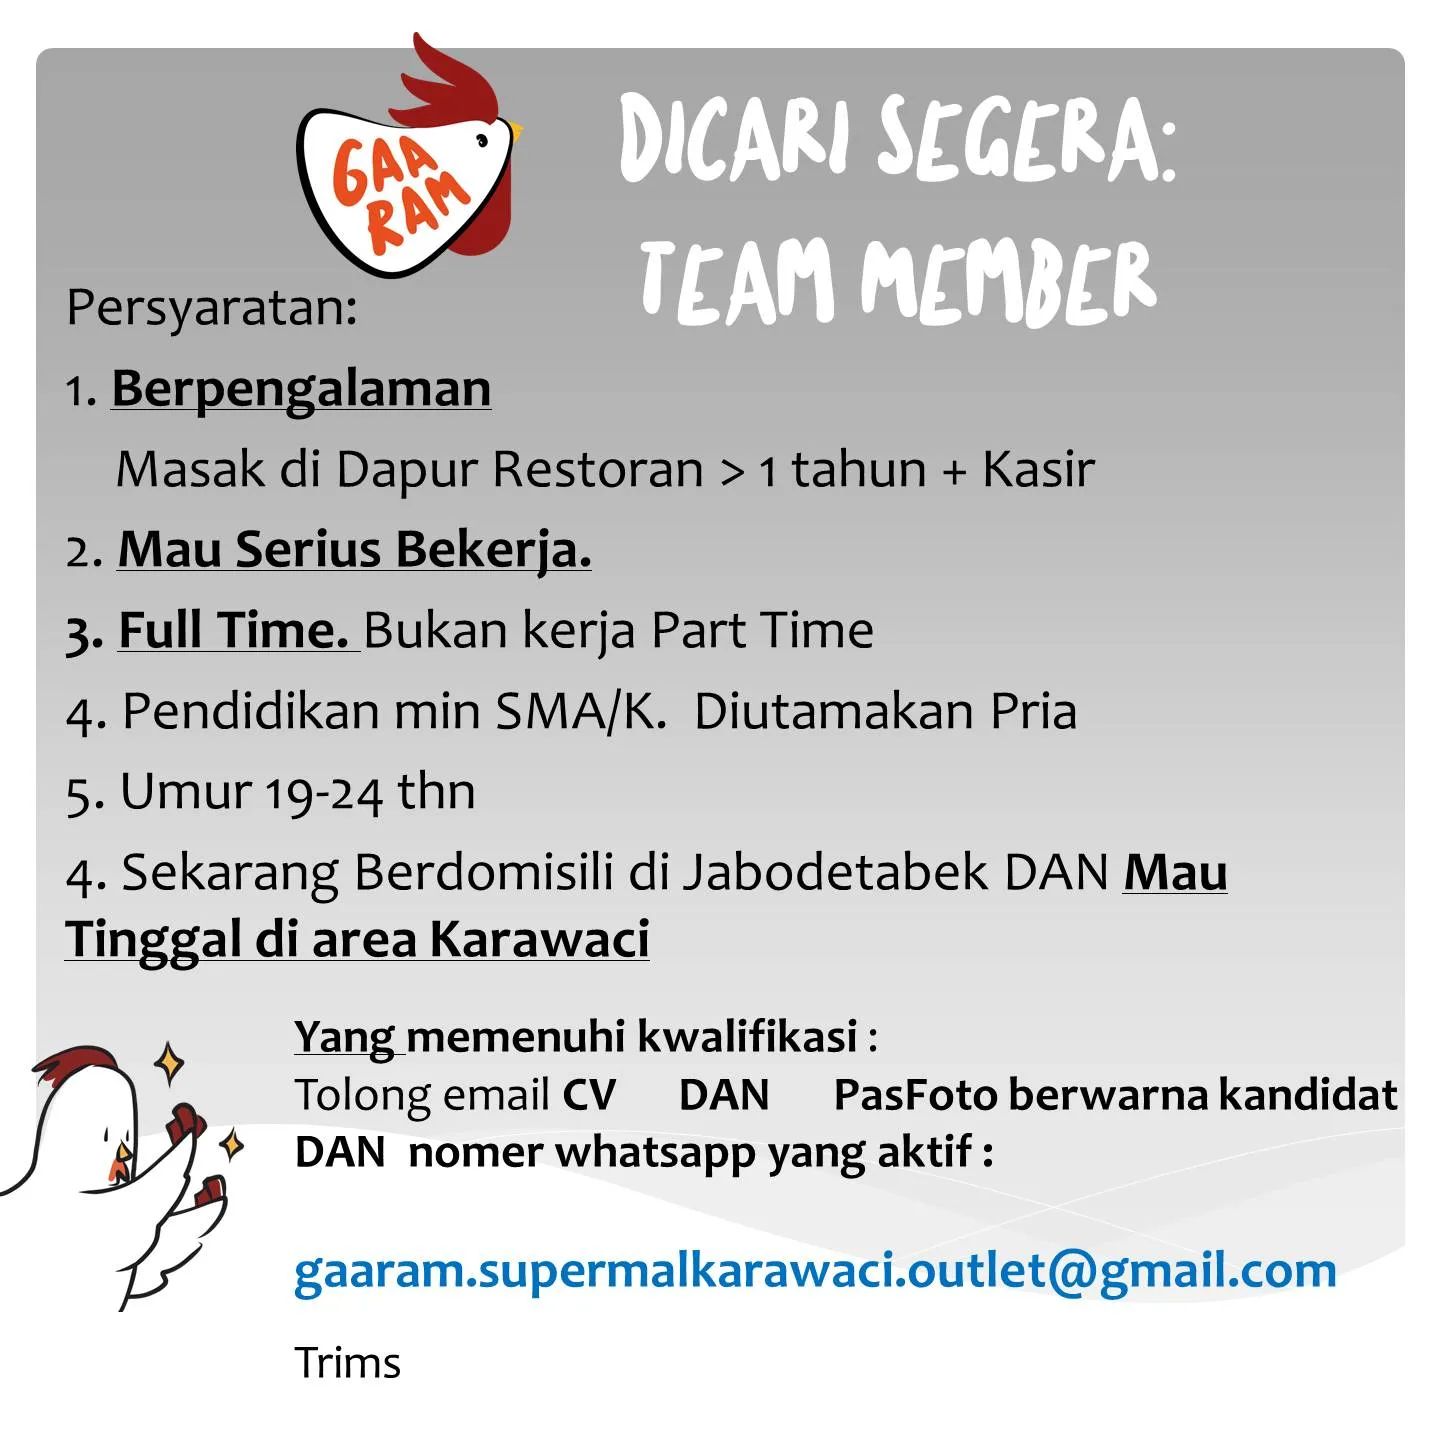 GAA
RAM
DICARI SEGERA:
TEAM MEMBER
Persyaratan:
1. Berpengalaman
Masak di Dapur Restoran > 1 tahun + Kasir
2. Mau Serius Bekerja.
3. Full Time. Bukan kerja Part Time
4. Pendidikan min SMA/K. Diutamakan Pria
5. Umur 19-24 thn
4. Sekarang Berdomisili di Jabodetabek DAN Mau
Tinggal di area Karawaci
Yang memenuhi kwalifikasi :
Tolong email CV DAN PasFoto berwarna kandidat
DAN nomer whatsapp yang aktif :
gaaram.supermalkarawaci.outlet@gmail.com
Trims